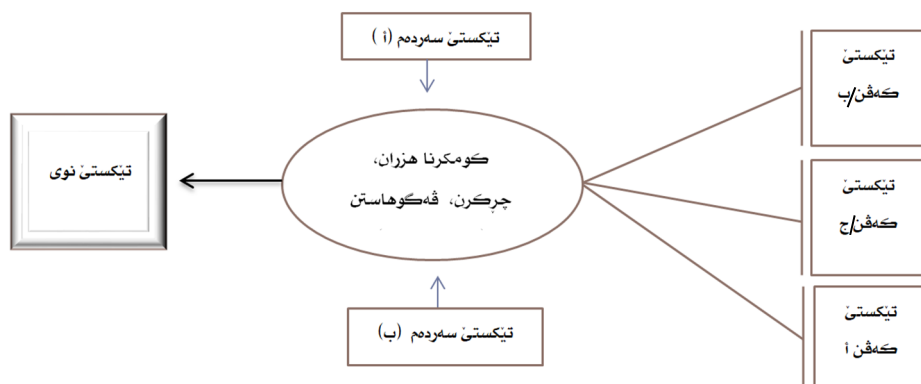 تێکستێ سەردەم (أ )
تێکستێ
کەڤن/ب
کومکرنا هزران،
چڕکرن، ڤەگوهاستن
تێکستێ نوی
تێکستێ
کەڤن/ج
تێکستێ
کەڤن أ
تێکستێ سەردەم (ب)